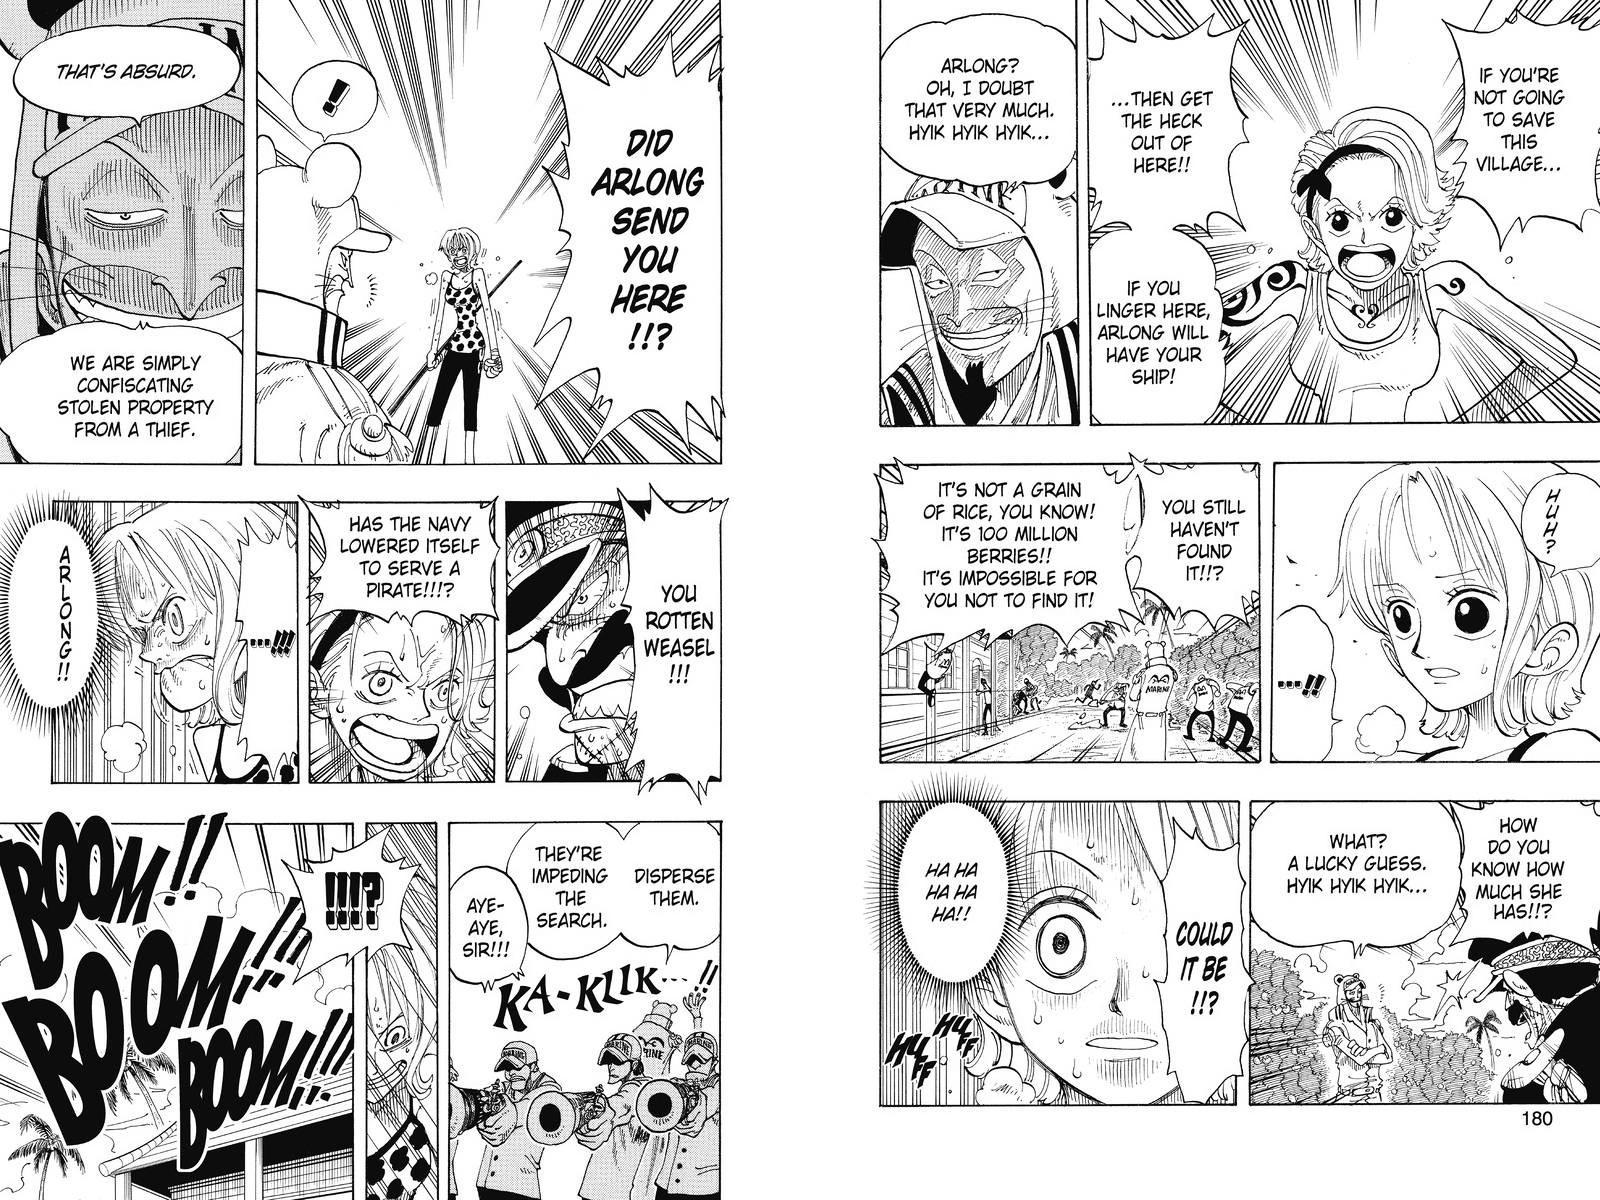 IF YOU'RE
NOT GOING
TO SAVE
THIS
VILLAGE...
...THEN GET
THE HECK
OUT OF
HERE!!
IF YOU
LINGER HERE,
ARLONG WILL
HAVE YOUR
SHIP!
ARLONG?
OH, I DOUBT
THAT VERY MUCH.
HYIK HYIK HYIK...
HUH?
...!!
YOU STILL
HAVEN'T
FOUND
IT!!?
IT'S NOT A GRAIN
OF RICE, YOU KNOW!
IT'S 100 MILLION
BERRIES!!
IT'S IMPOSSIBLE FOR
YOU NOT TO FIND IT!
MARINE
HOW
DO YOU
KNOW HOW
MUCH SHE
HAS!!?
WHAT?
A LUCKY GUESS.
HYIK HYIK HYIK...
COULD
IT BE
!!?
HA HA
HA HA
HA!!
HUFF
HUFF
180
DID
ARLONG
SEND
YOU
HERE
!!?
!
THAT'S ABSURD.
WE ARE SIMPLY
CONFISCATING
STOLEN PROPERTY
FROM A THIEF.
YOU
ROTTEN
WEASEL
!!!
HAS THE NAVY
LOWERED ITSELF
TO SERVE A
PIRATE!!!?
...!!!
ARLONG!!
DISPERSE
THEM.
THEY'RE
IMPEDING
THE
SEARCH.
AYE-
AYE,
SIR!!!
KA-KLIK...!!
MARINE
RINE
!!!!?
BOOM!!
BOOM!!!
BOOM!!!